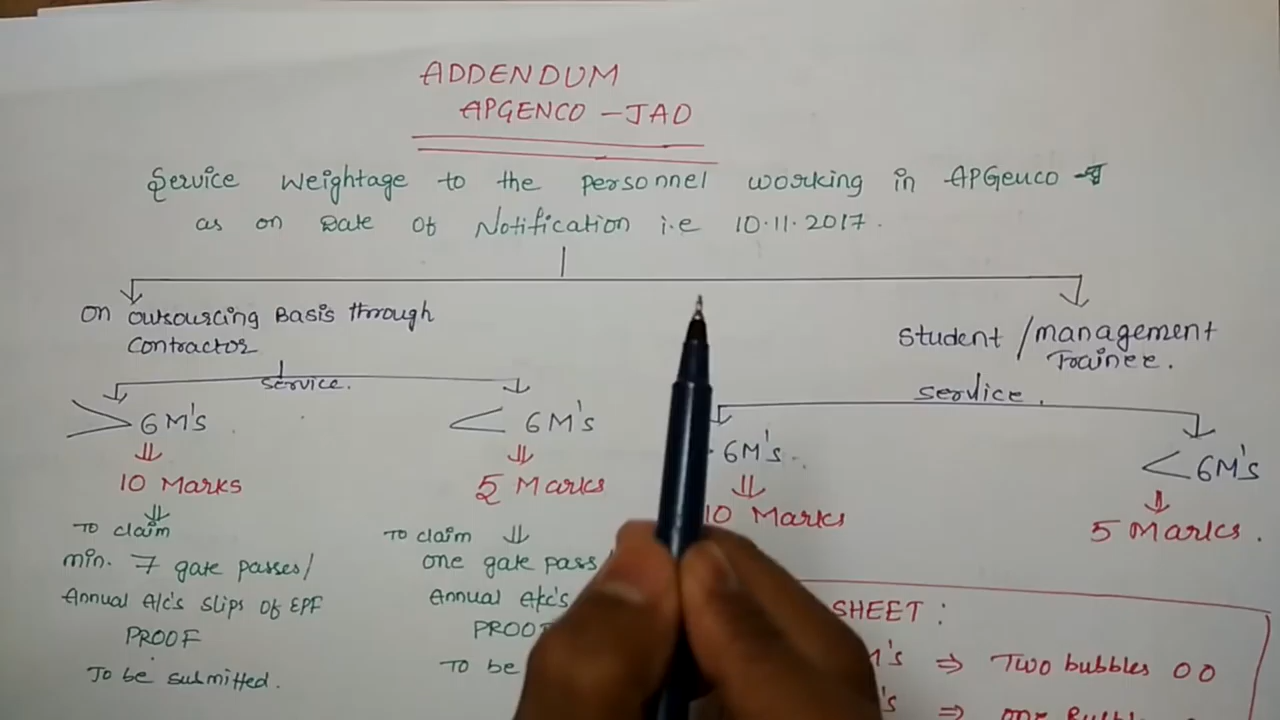 ADDENDUM
APGENCO - JAO
Service Weightage to the personnel working in APGenco
as on Date of Notification i.e 10.11.2017.
On Outsourcing Basis through
Contractor
Service.
> 6M's
⇓
10 Marks
⇓
To claim
min. 7 gate passes/
Annual A/c's Slips of EPF
PROOF
To be submitted.
< 6M's
⇓
5 Marks
To claim ⇓
one gate pass
Annual A/c's
PROOF
To be
Student / management
Trainee.
Service.
6M's
⇓
10 Marks
< 6M's
⇓
5 Marks.
SHEET :
M's ⇒ Two bubbles O O
's ⇒ one